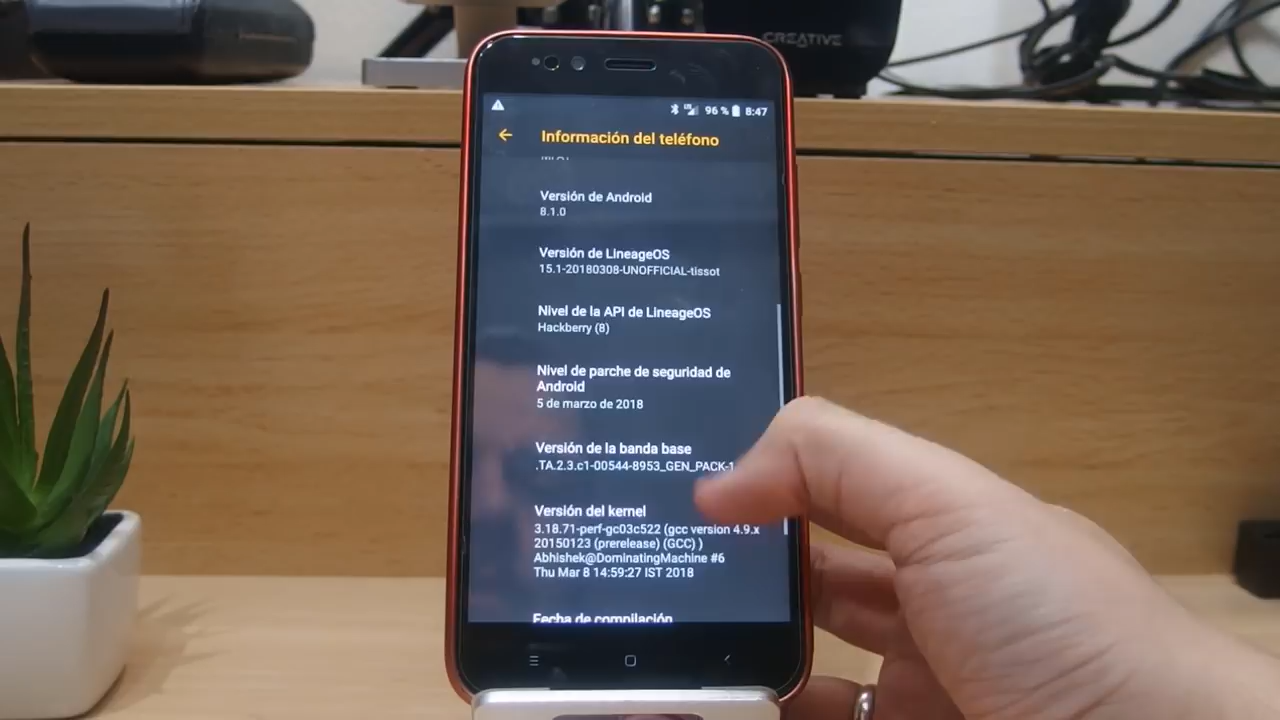 CREATIVE
96 % 8:47
Información del teléfono
Versión de Android
8.1.0
Versión de LineageOS
15.1-20180308-UNOFFICIAL-tissot
Nivel de la API de LineageOS
Hackberry (8)
Nivel de parche de seguridad de
Android
5 de marzo de 2018
Versión de la banda base
.TA.2.3.c1-00544-8953_GEN_PACK-1
Versión del kernel
3.18.71-perf-gc03c522 (gcc version 4.9.x
20150123 (prerelease) (GCC) )
Abhishek@DominatingMachine #6
Thu Mar 8 14:59:27 IST 2018
Fecha de compilación